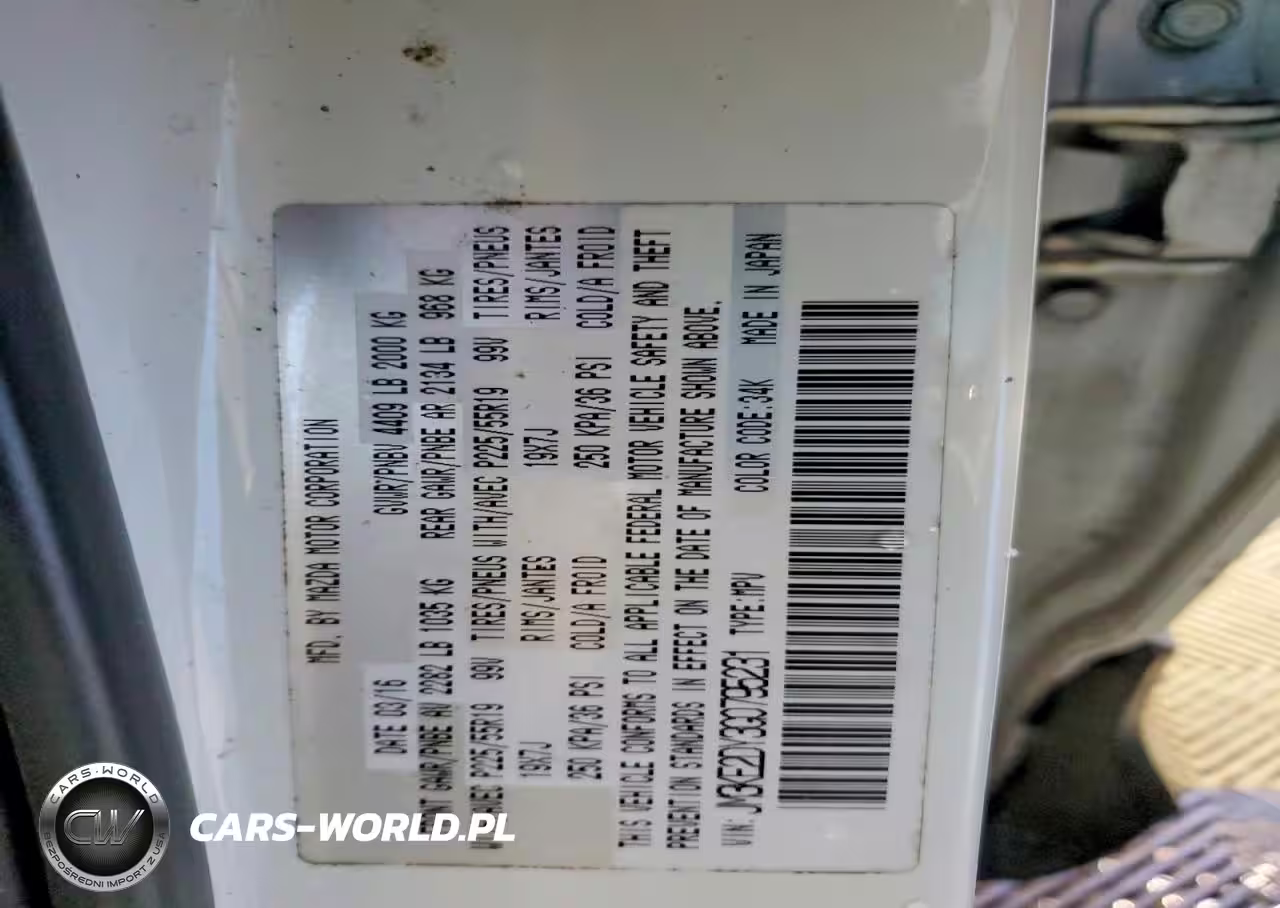 MFD. BY MAZDA MOTOR CORPORATION
DATE 03/16 GVWR/PNBV 4409 LB 2000 KG
FRONT GAWR/PNBE AV 2282 LB 1035 KG REAR GAWR/PNBE AR 2134 LB 968 KG
P225/55R19 99V TIRES/PNEUS WITH/AVEC P225/55R19 99V TIRES/PNEUS
19X7J RIMS/JANTES 19X7J RIMS/JANTES
250 KPA/36 PSI COLD/A FROID 250 KPA/36 PSI COLD/A FROID
THIS VEHICLE CONFORMS TO ALL APPLICABLE FEDERAL MOTOR VEHICLE SAFETY AND THEFT
PREVENTION STANDARDS IN EFFECT ON THE DATE OF MANUFACTURE SHOWN ABOVE.
VIN: TYPE:MPV COLOR CODE:34K MADE IN JAPAN
CARS-WORLD
CW
BEZPOŚREDNI IMPORT Z USA
CARS-WORLD.PL